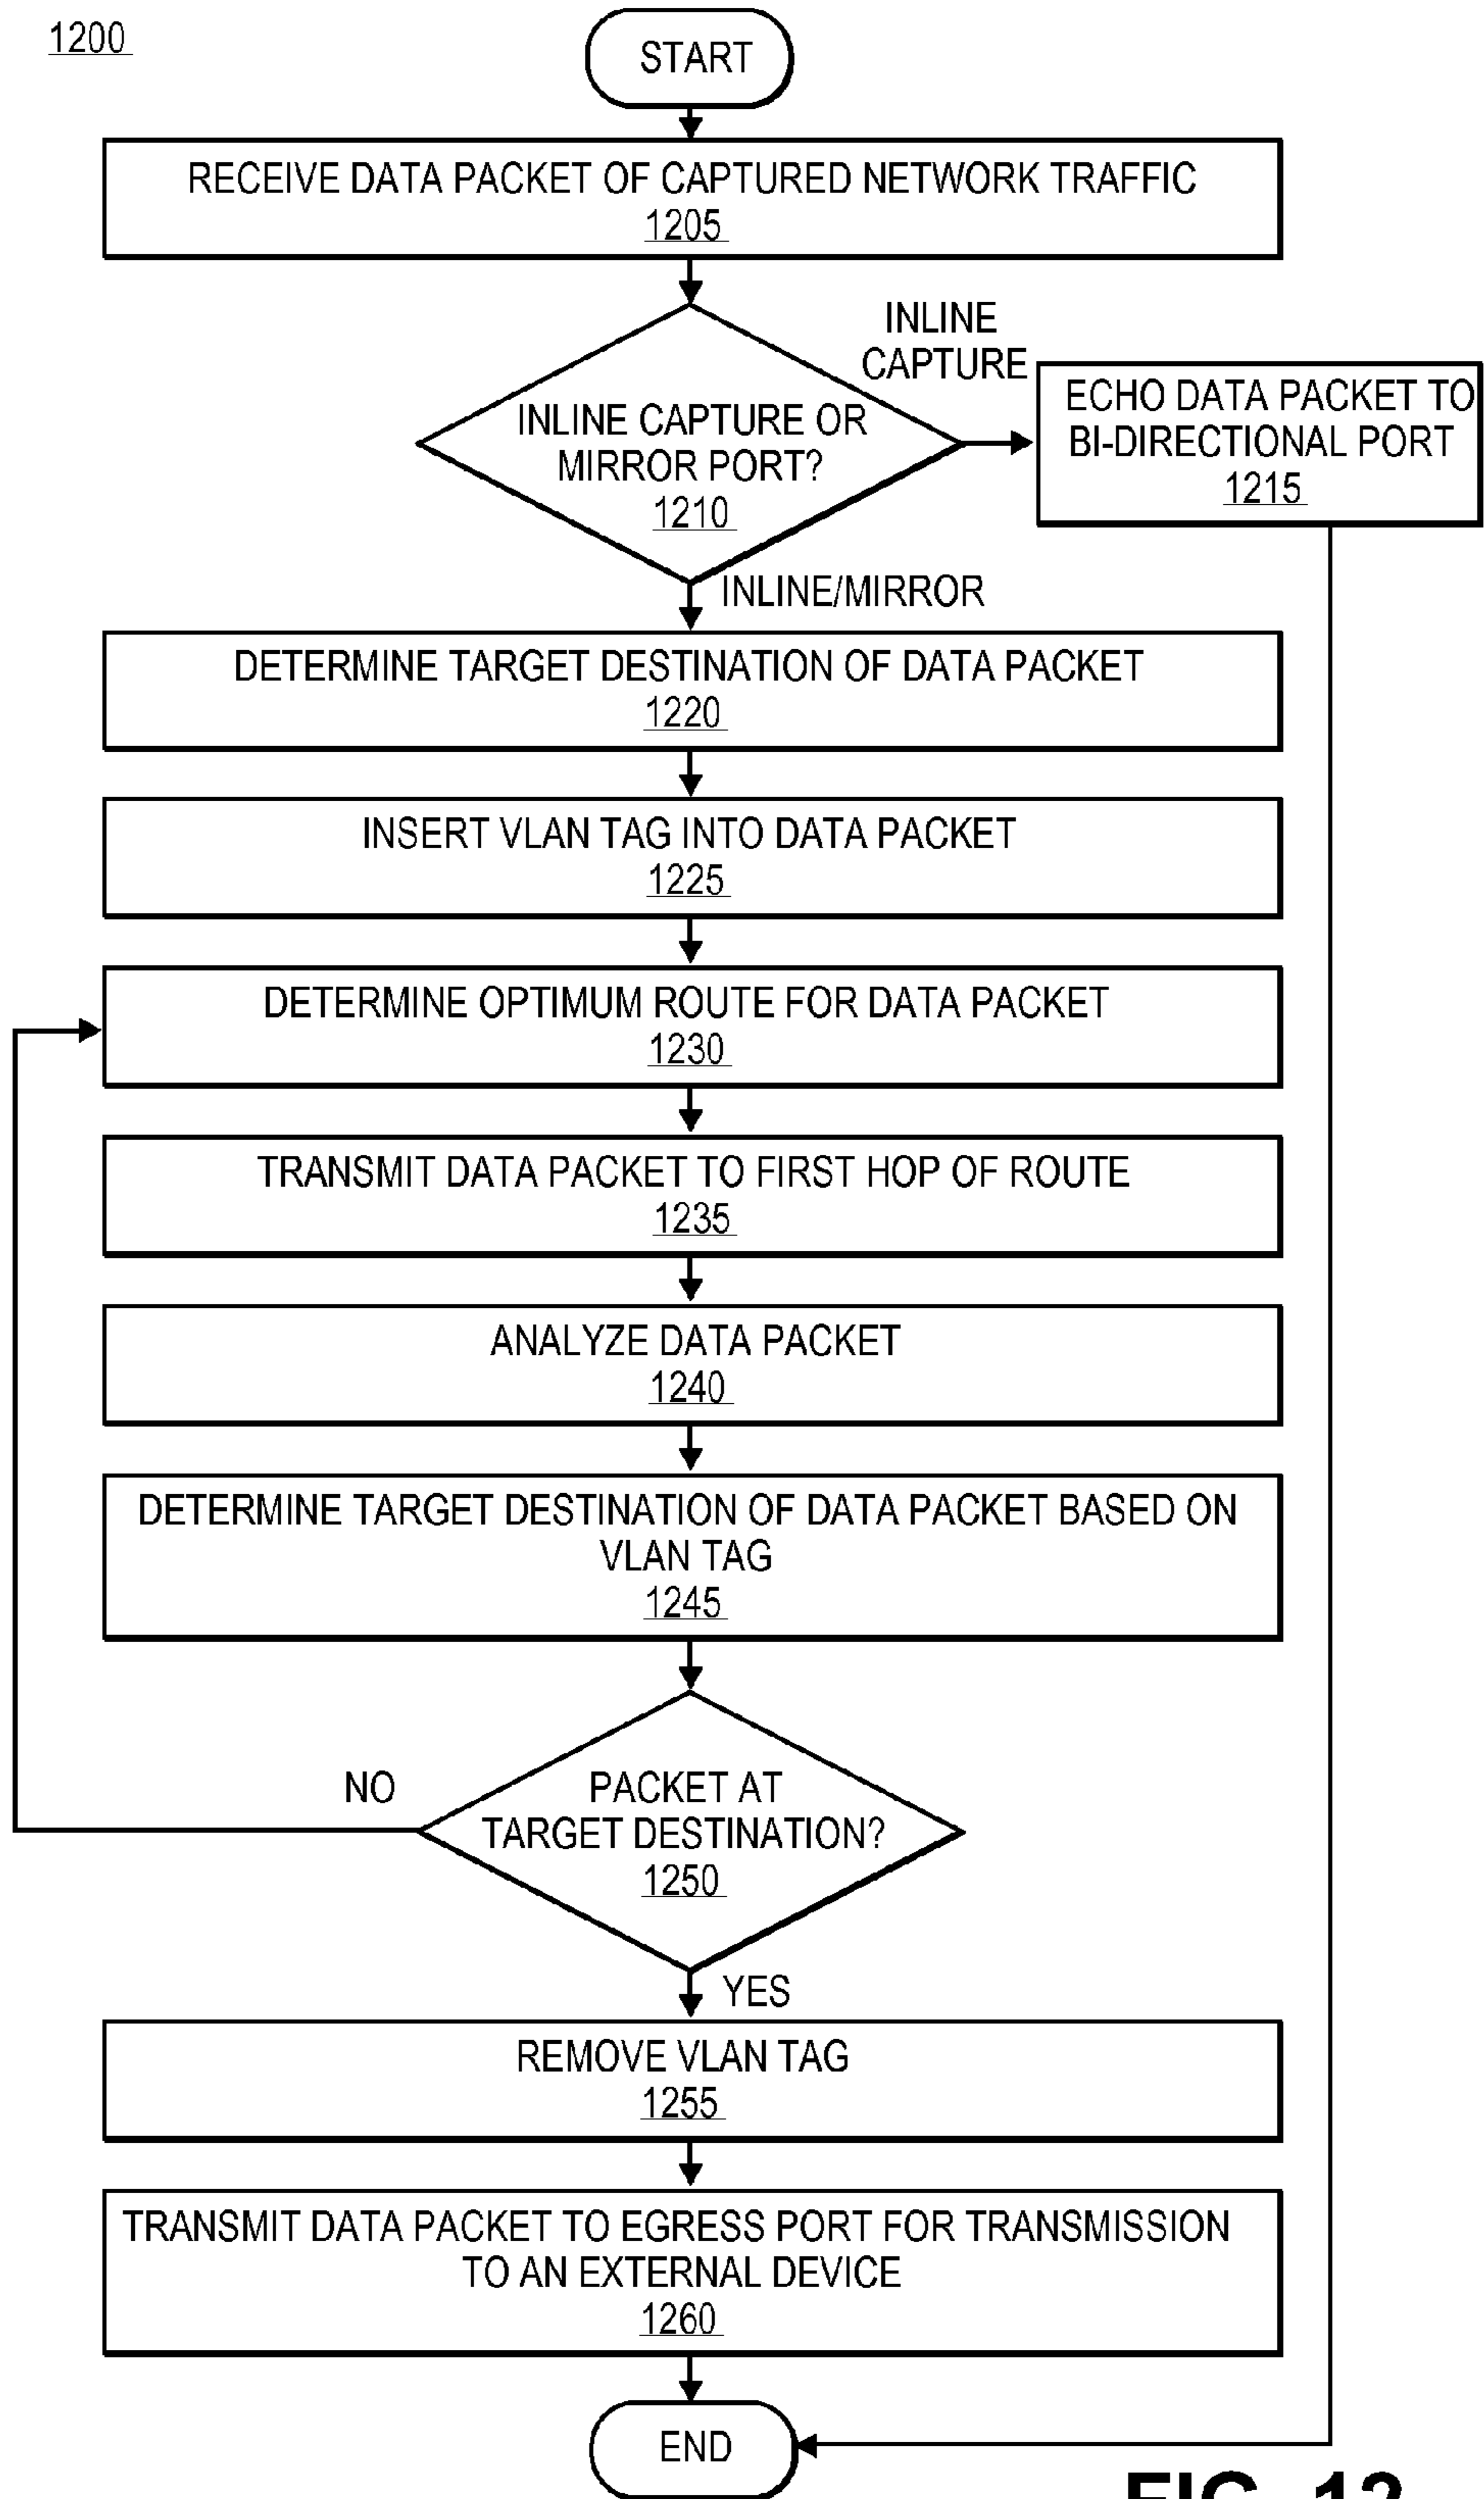 1200
START
RECEIVE DATA PACKET OF CAPTURED NETWORK TRAFFIC
1205
INLINE
CAPTURE
INLINE CAPTURE OR
MIRROR PORT?
1210
ECHO DATA PACKET TO
BI-DIRECTIONAL PORT
1215
INLINE/MIRROR
DETERMINE TARGET DESTINATION OF DATA PACKET
1220
INSERT VLAN TAG INTO DATA PACKET
1225
DETERMINE OPTIMUM ROUTE FOR DATA PACKET
1230
TRANSMIT DATA PACKET TO FIRST HOP OF ROUTE
1235
ANALYZE DATA PACKET
1240
DETERMINE TARGET DESTINATION OF DATA PACKET BASED ON
VLAN TAG
1245
NO
PACKET AT
TARGET DESTINATION?
1250
YES
REMOVE VLAN TAG
1255
TRANSMIT DATA PACKET TO EGRESS PORT FOR TRANSMISSION
TO AN EXTERNAL DEVICE
1260
END
FIG. 12